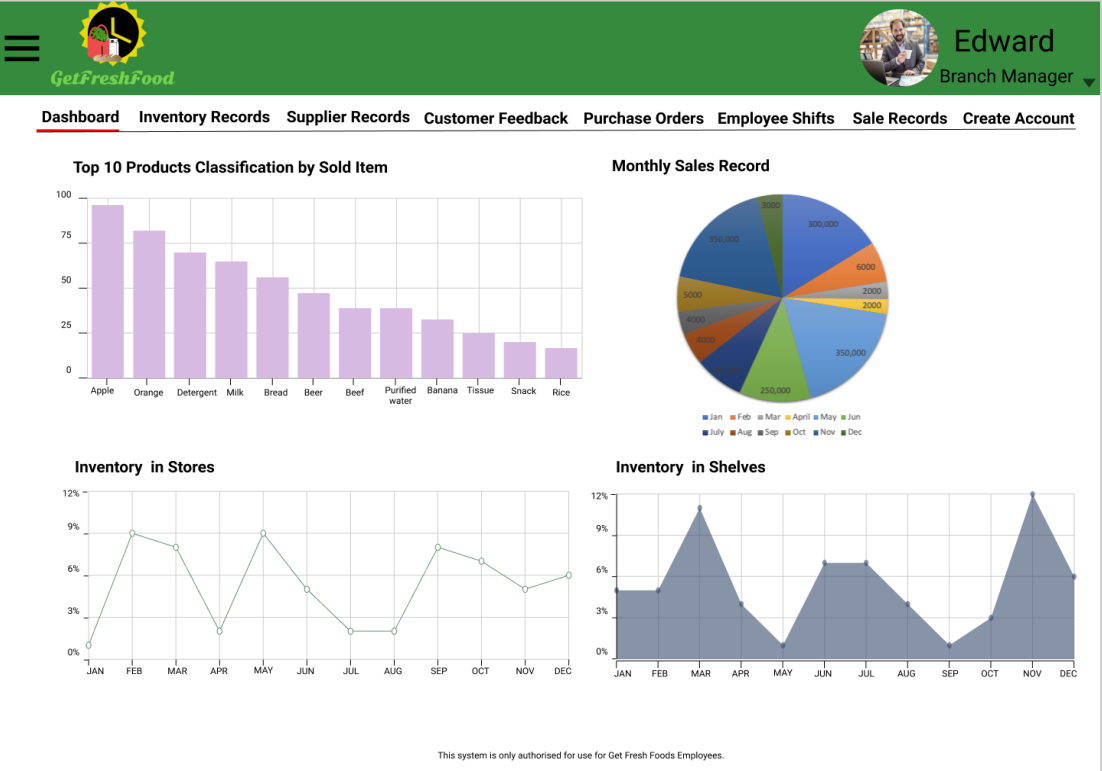 GetFreshFood
Edward
Branch Manager
Dashboard Inventory Records Supplier Records Customer Feedback Purchase Orders Employee Shifts Sale Records Create Account
Top 10 Products Classification by Sold Item
100
75
50
25
0
Apple Orange Detergent Milk Bread Beer Beef Purified water Banana Tissue Snack Rice
Monthly Sales Record
3000
300,000
350,000
6000
5000
2000
2000
4000
4000
350,000
250,000
Jan Feb Mar April May Jun
July Aug Sep Oct Nov Dec
Inventory in Stores
12%
9%
6%
3%
0%
JAN FEB MAR APR MAY JUN JUL AUG SEP OCT NOV DEC
Inventory in Shelves
12%
9%
6%
3%
0%
JAN FEB MAR APR MAY JUN JUL AUG SEP OCT NOV DEC
This system is only authorised for use for Get Fresh Foods Employees.